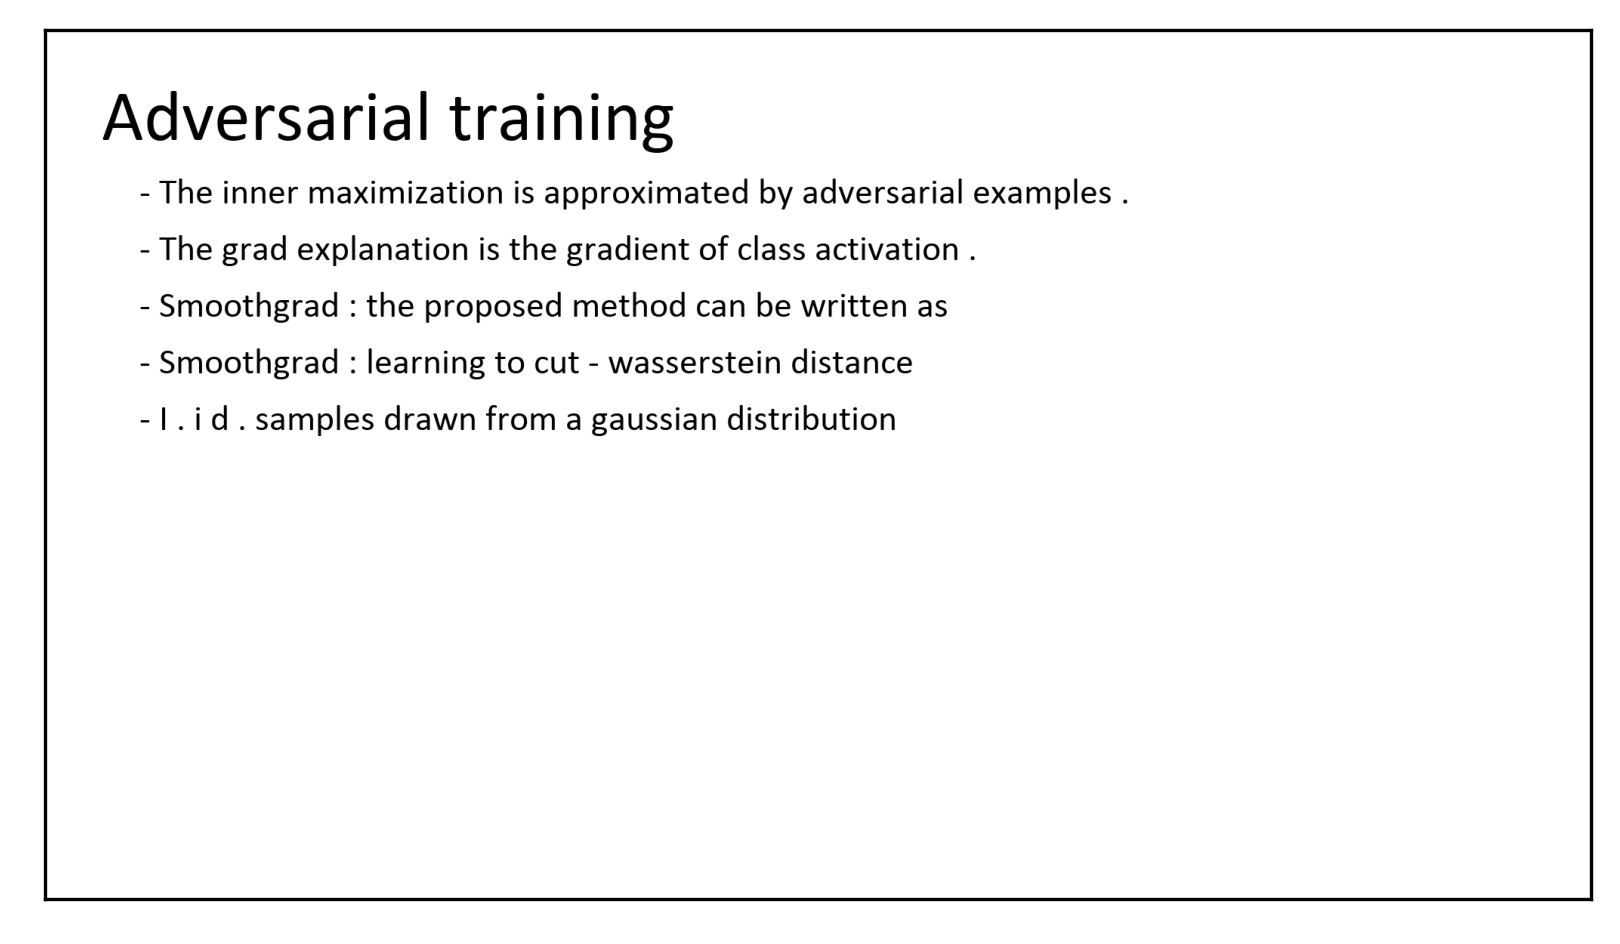 Adversarial training
- The inner maximization is approximated by adversarial examples .
- The grad explanation is the gradient of class activation .
- Smoothgrad : the proposed method can be written as
- Smoothgrad : learning to cut - wasserstein distance
- I . i d . samples drawn from a gaussian distribution